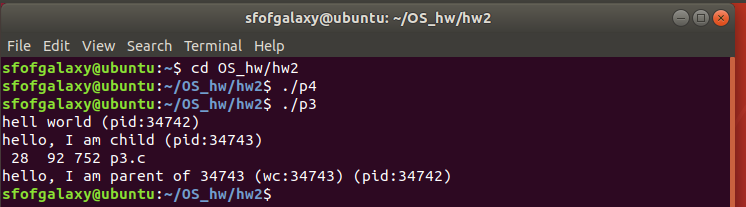 sfofgalaxy@ubuntu: ~/OS_hw/hw2
File Edit View Search Terminal Help
sfofgalaxy@ubuntu:~$ cd OS_hw/hw2
sfofgalaxy@ubuntu:~/OS_hw/hw2$ ./p4
sfofgalaxy@ubuntu:~/OS_hw/hw2$ ./p3
hell world (pid:34742)
hello, I am child (pid:34743)
 28  92 752 p3.c
hello, I am parent of 34743 (wc:34743) (pid:34742)
sfofgalaxy@ubuntu:~/OS_hw/hw2$